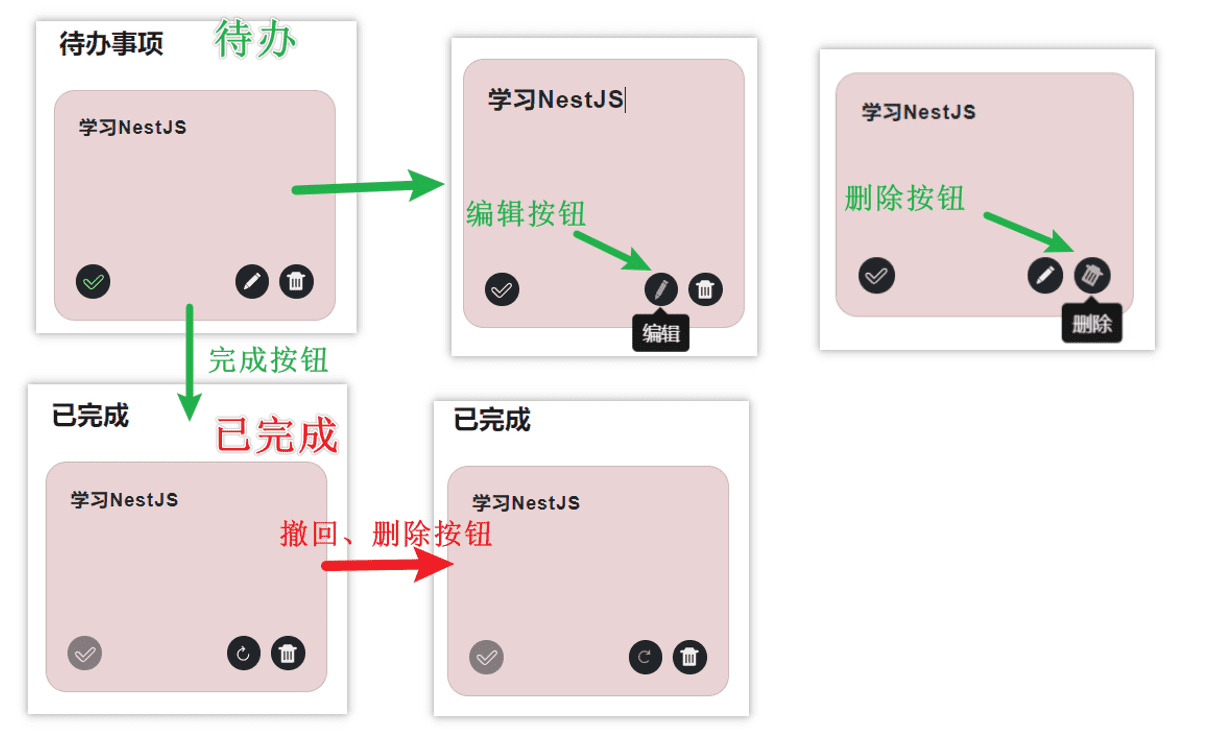 待办事项
待办
学习NestJS
学习NestJS
编辑按钮
编辑
学习NestJS
删除按钮
删除
完成按钮
已完成
已完成
学习NestJS
撤回、删除按钮
已完成
学习NestJS